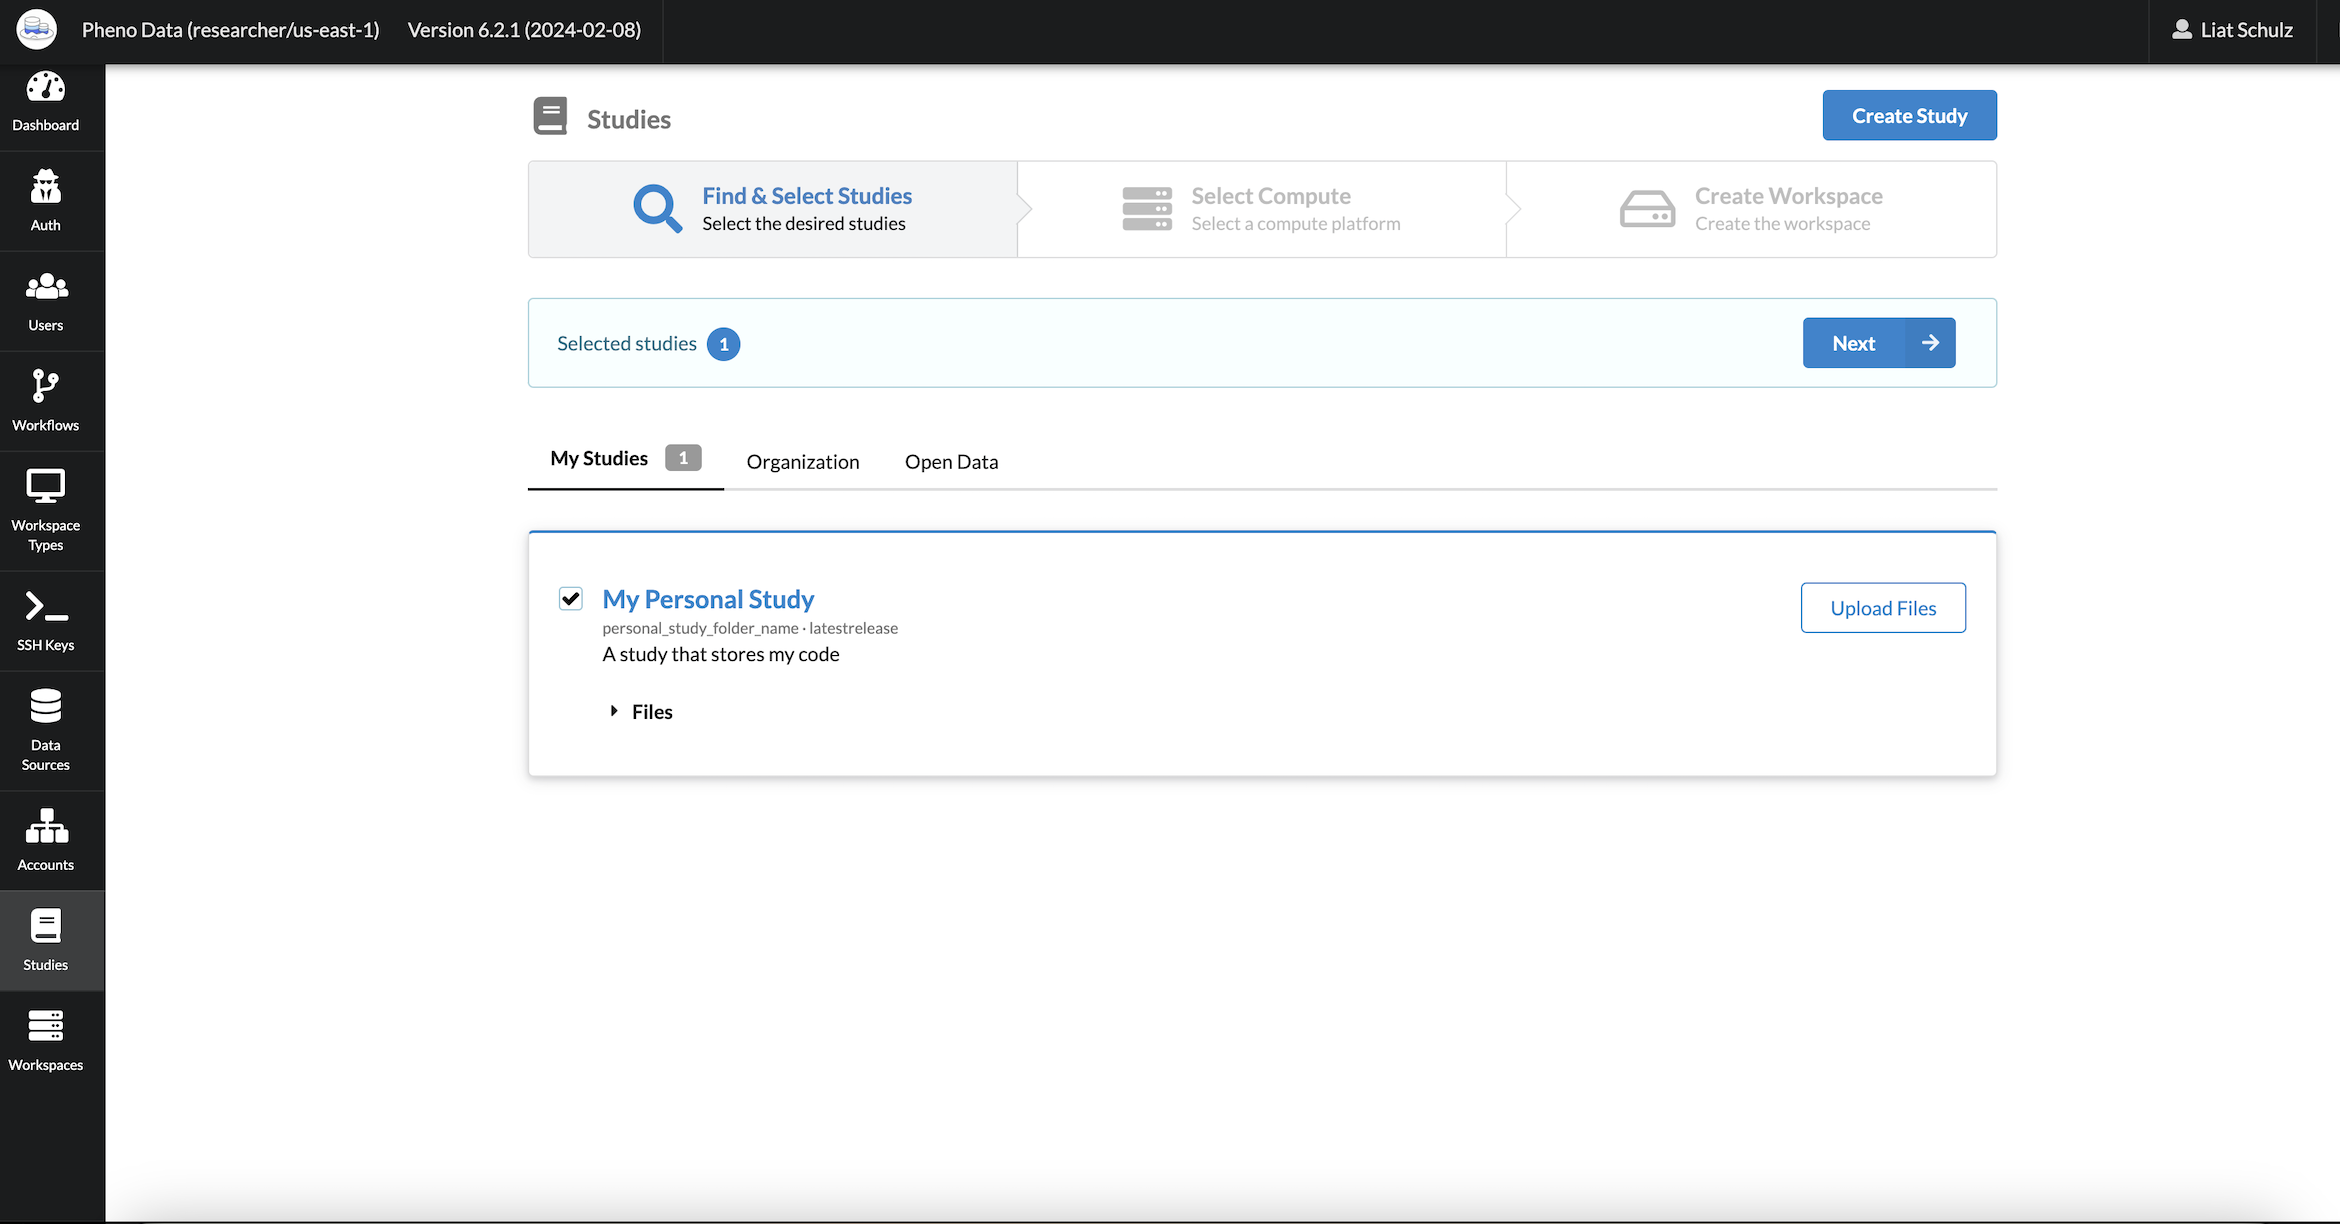 Pheno Data (researcher/us-east-1) Version 6.2.1 (2024-02-08) Liat Schulz
Dashboard
Auth
Users
Workflows
Workspace
Types
SSH Keys
Data
Sources
Accounts
Studies
Workspaces
Studies Create Study
Find & Select Studies
Select the desired studies
Select Compute
Select a compute platform
Create Workspace
Create the workspace
Selected studies 1 Next
My Studies 1 Organization Open Data
My Personal Study Upload Files
personal_study_folder_name · latestrelease
A study that stores my code
Files